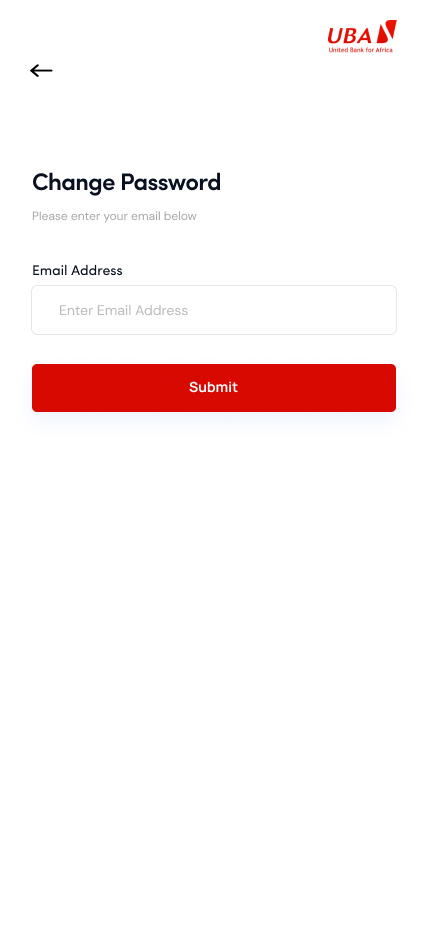 UBA
United Bank for Africa
Change Password
Please enter your email below
Email Address
Enter Email Address
Submit